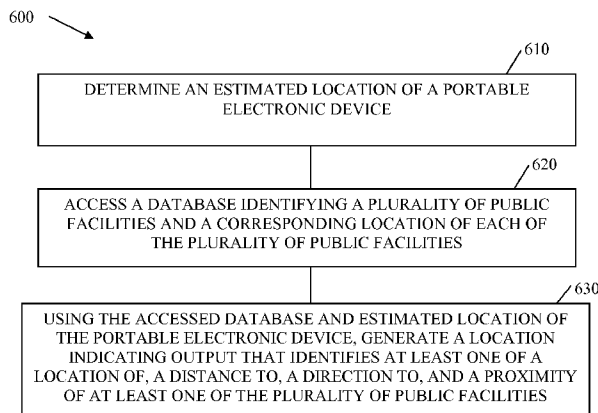 600
610
DETERMINE AN ESTIMATED LOCATION OF A PORTABLE
ELECTRONIC DEVICE
620
ACCESS A DATABASE IDENTIFYING A PLURALITY OF PUBLIC
FACILITIES AND A CORRESPONDING LOCATION OF EACH OF
THE PLURALITY OF PUBLIC FACILITIES
630
USING THE ACCESSED DATABASE AND ESTIMATED LOCATION OF
THE PORTABLE ELECTRONIC DEVICE, GENERATE A LOCATION
INDICATING OUTPUT THAT IDENTIFIES AT LEAST ONE OF A
LOCATION OF, A DISTANCE TO, A DIRECTION TO, AND A PROXIMITY
OF AT LEAST ONE OF THE PLURALITY OF PUBLIC FACILITIES